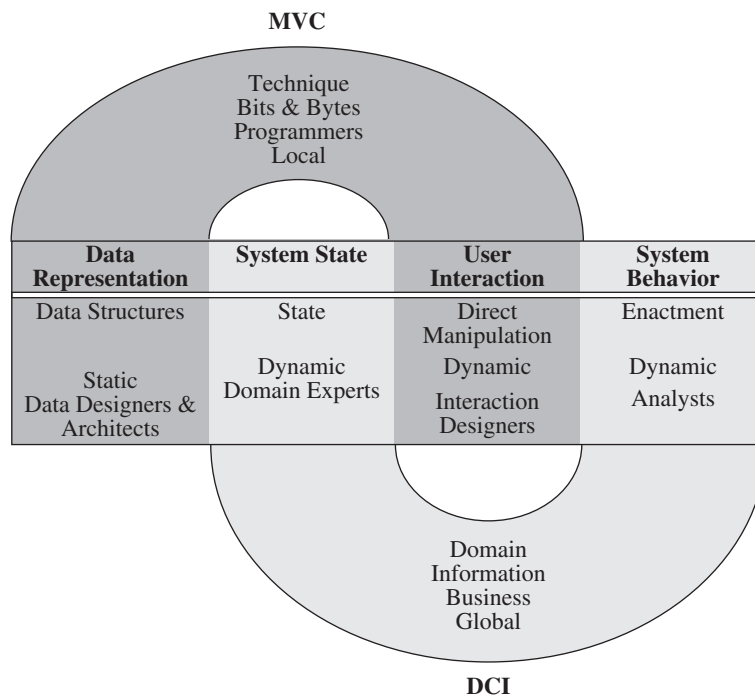 MVC
Technique
Bits & Bytes
Programmers
Local
Data
Representation
System State
User
Interaction
System
Behavior
Data Structures
State
Direct
Manipulation
Enactment
Static
Data Designers &
Architects
Dynamic
Domain Experts
Dynamic
Interaction
Designers
Dynamic
Analysts
Domain
Information
Business
Global
DCI